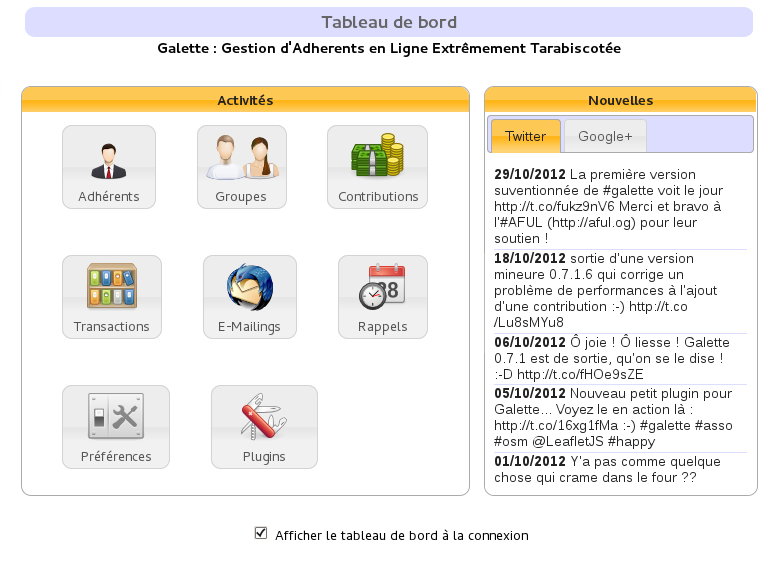 Tableau de bord
Galette : Gestion d'Adherents en Ligne Extrêmement Tarabiscotée
Activités
Adhérents
Groupes
Contributions
Transactions
E-Mailings
38
Rappels
Préférences
Plugins
Nouvelles
Twitter
Google+
29/10/2012 La première version
suventionnée de #galette voit le jour
http://t.co/fukz9nV6 Merci et bravo à
l'#AFUL (http://aful.og) pour leur
soutien !
18/10/2012 sortie d'une version
mineure 0.7.1.6 qui corrige un
problème de performances à l'ajout
d'une contribution :-) http://t.co
/Lu8sMYu8
06/10/2012 Ô joie ! Ô liesse ! Galette
0.7.1 est de sortie, qu'on se le dise !
:-D http://t.co/fHOe9sZE
05/10/2012 Nouveau petit plugin pour
Galette... Voyez le en action là :
http://t.co/16xg1fMa :-) #galette #asso
#osm @LeafletJS #happy
01/10/2012 Y'a pas comme quelque
chose qui crame dans le four ??
Afficher le tableau de bord à la connexion